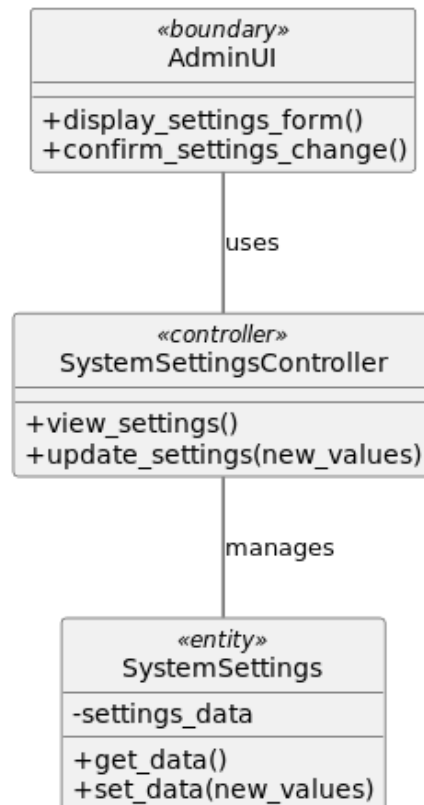 «boundary»
AdminUI
+display_settings_form()
+confirm_settings_change()
uses
«controller»
SystemSettingsController
+view_settings()
+update_settings(new_values)
manages
«entity»
SystemSettings
-settings_data
+get_data()
+set_data(new_values)